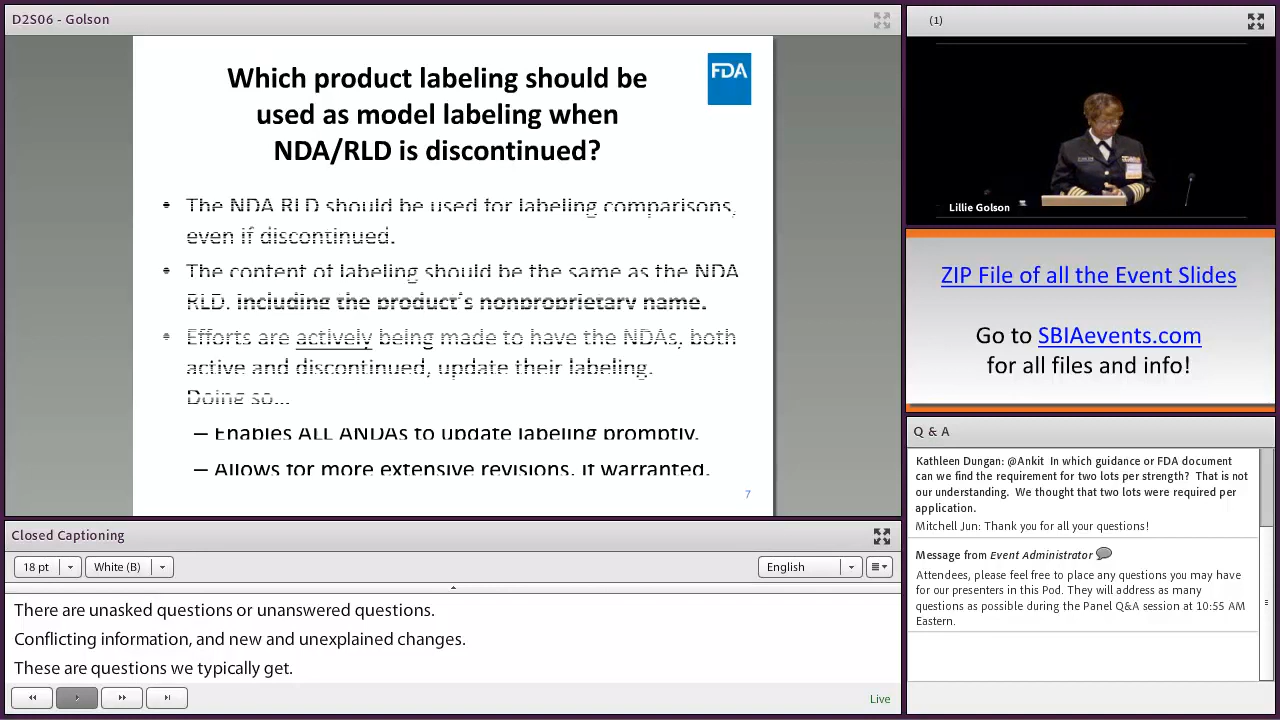 D2S06 - Golson
Which product labeling should be
used as model labeling when
NDA/RLD is discontinued?
FDA
• The NDA RLD should be used for labeling comparisons,
even if discontinued.
• The content of labeling should be the same as the NDA
RLD, including the product's nonproprietary name.
• Efforts are actively being made to have the NDAs, both
active and discontinued, update their labeling.
Doing so...
– Enables ALL ANDAs to update labeling promptly.
– Allows for more extensive revisions, if warranted.
7
(1)
Lillie Golson
ZIP File of all the Event Slides
Go to SBIAevents.com
for all files and info!
Q & A
Kathleen Dungan: @Ankit In which guidance or FDA document
can we find the requirement for two lots per strength? That is not
our understanding. We thought that two lots were required per
application.
Mitchell Jun: Thank you for all your questions!
Message from Event Administrator
Attendees, please feel free to place any questions you may have
for our presenters in this Pod. They will address as many
questions as possible during the Panel Q&A session at 10:55 AM
Eastern.
Closed Captioning
18 pt
White (B)
English
There are unasked questions or unanswered questions.
Conflicting information, and new and unexplained changes.
These are questions we typically get.
Live